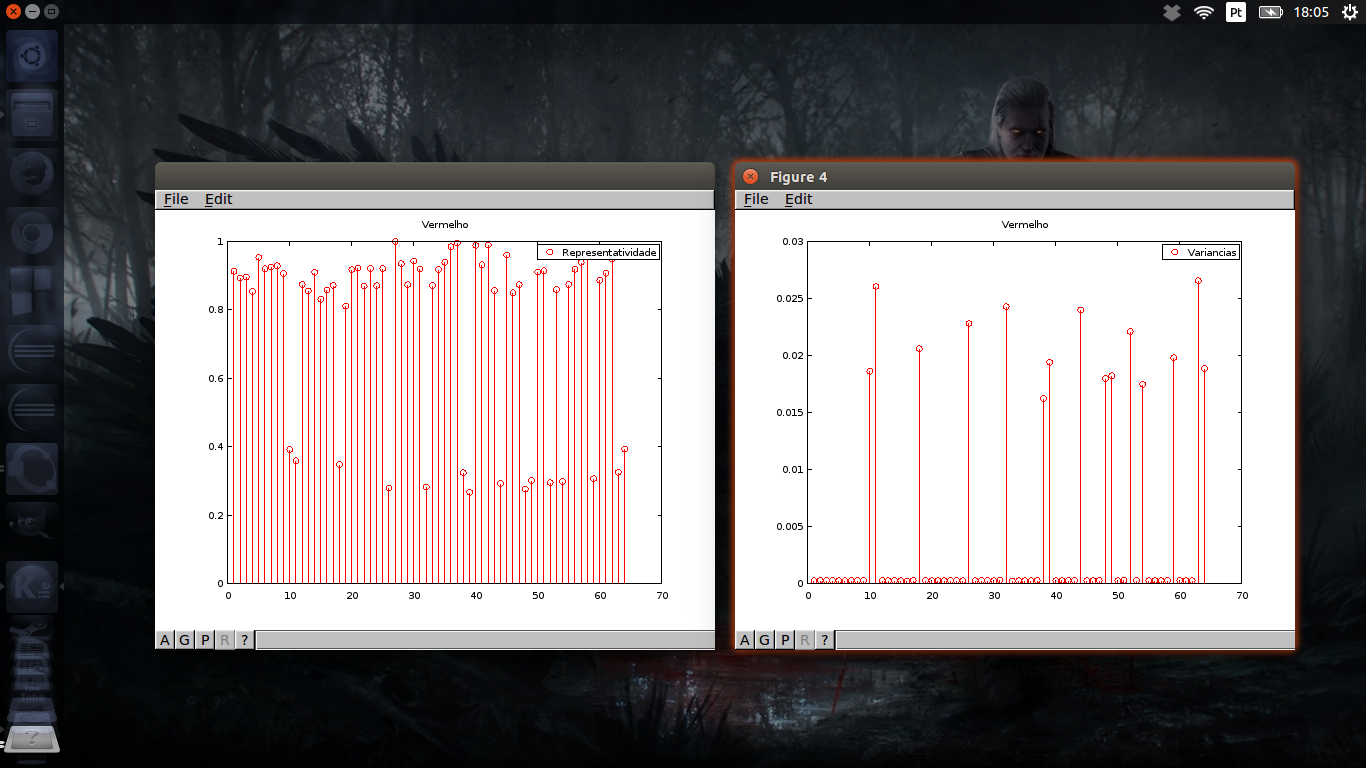 Pt 18:05
File Edit
Vermelho
Representatividade
1
0.8
0.6
0.4
0.2
0
0 10 20 30 40 50 60 70
A G P R ?
Figure 4
File Edit
Vermelho
Variancias
0.03
0.025
0.02
0.015
0.01
0.005
0
0 10 20 30 40 50 60 70
A G P R ?